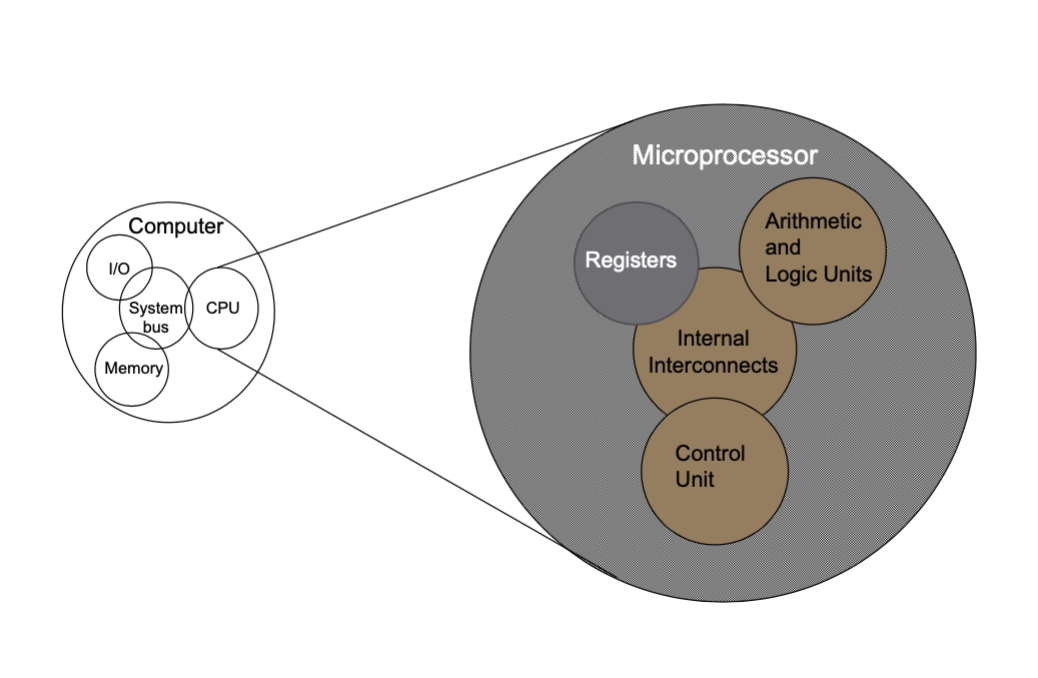 Computer
I/O
System
bus
CPU
Memory
Microprocessor
Registers
Arithmetic
and
Logic Units
Internal
Interconnects
Control
Unit